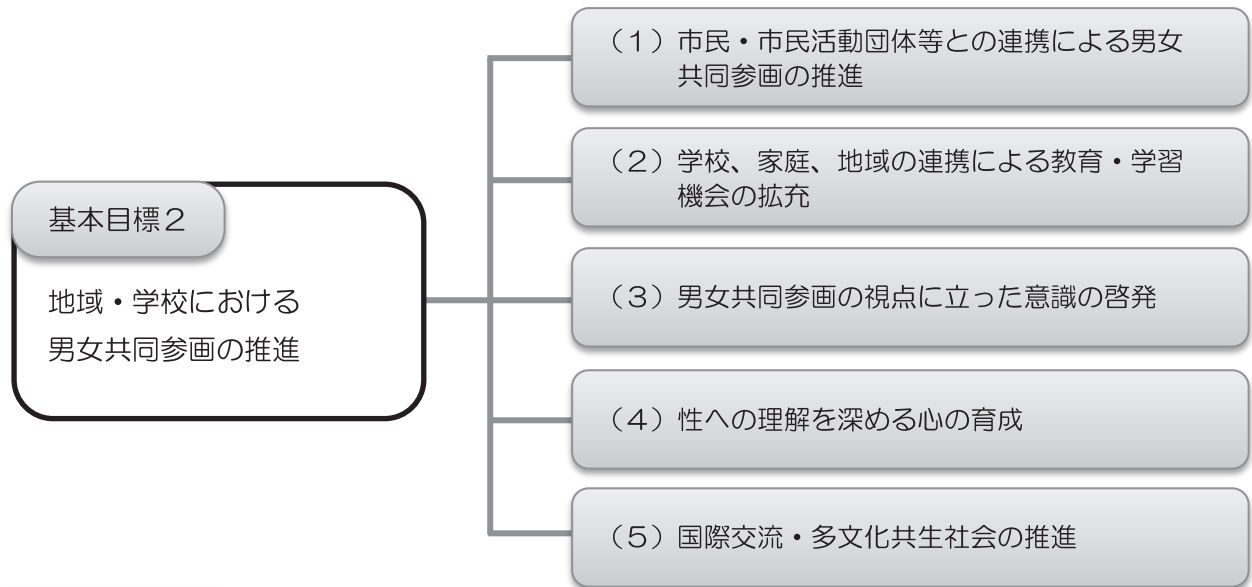 基本目標２
地域・学校における
男女共同参画の推進
（１）市民・市民活動団体等との連携による男女
共同参画の推進
（２）学校、家庭、地域の連携による教育・学習
機会の拡充
（３）男女共同参画の視点に立った意識の啓発
（４）性への理解を深める心の育成
（５）国際交流・多文化共生社会の推進